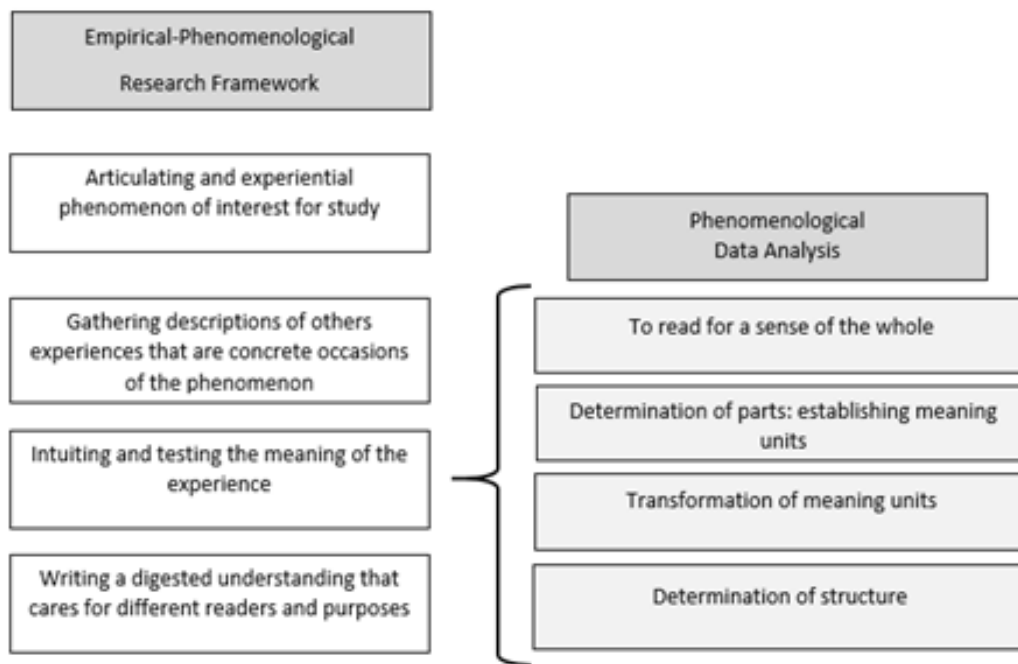 Empirical-Phenomenological
Research Framework
Articulating and experiential
phenomenon of interest for study
Gathering descriptions of others
experiences that are concrete occasions
of the phenomenon
Intuiting and testing the meaning of the
experience
Writing a digested understanding that
cares for different readers and purposes
Phenomenological
Data Analysis
To read for a sense of the whole
Determination of parts: establishing meaning
units
Transformation of meaning units
Determination of structure